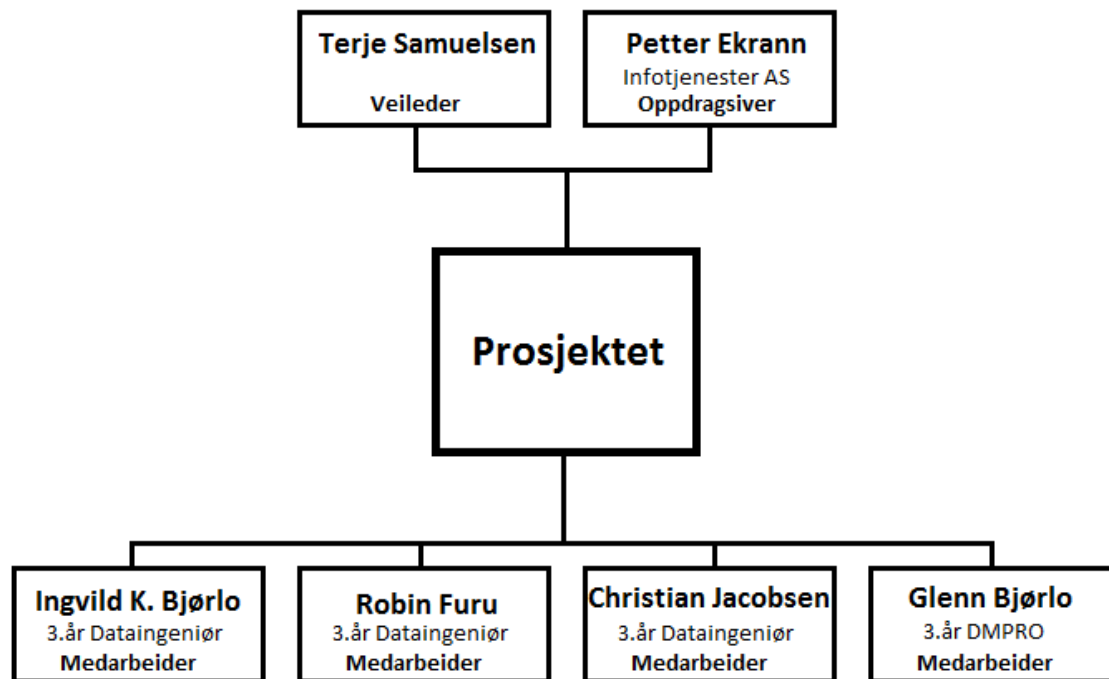 Terje Samuelsen
Veileder
Petter Ekrann
Infotjenester AS
Oppdragsiver
Prosjektet
Ingvild K. Bjørlo
3.år Dataingeniør
Medarbeider
Robin Furu
3.år Dataingeniør
Medarbeider
Christian Jacobsen
3.år Dataingeniør
Medarbeider
Glenn Bjørlo
3.år DMPRO
Medarbeider